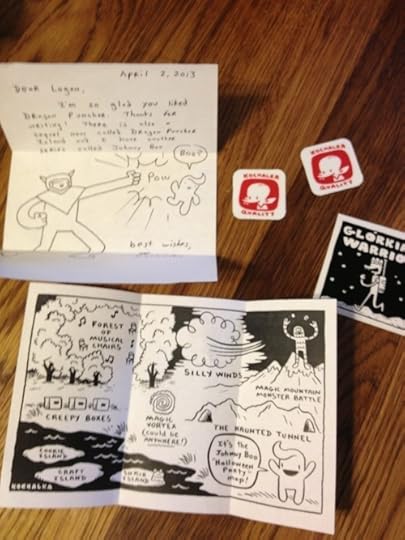 April 2, 2013
Dear Logan,
I'm so glad you liked
Dragon Puncher. Thanks for
writing! There is also a
sequel now called Dragon Puncher
Island and I have another
series called Johnny Boo
BOO!
POW
best wishes,
KOCHALKA
QUALITY
KOCHALKA
QUALITY
GLORKIAN
WARRIO
FOREST
OF
MUSICAL
CHAIRS
SILLY WINDS
MAGIC MOUNTAIN
MONSTER BATTLE
CREEPY BOXES
MAGIC
VORTEX
(COULD BE
ANYWHERE!)
THE HAUNTED TUNNEL
COOKIE
ISLAND
CRAFT
ISLAND
ISLAND
It's the
Johnny Boo
"Halloween
Party"
map!
KOCHALKA